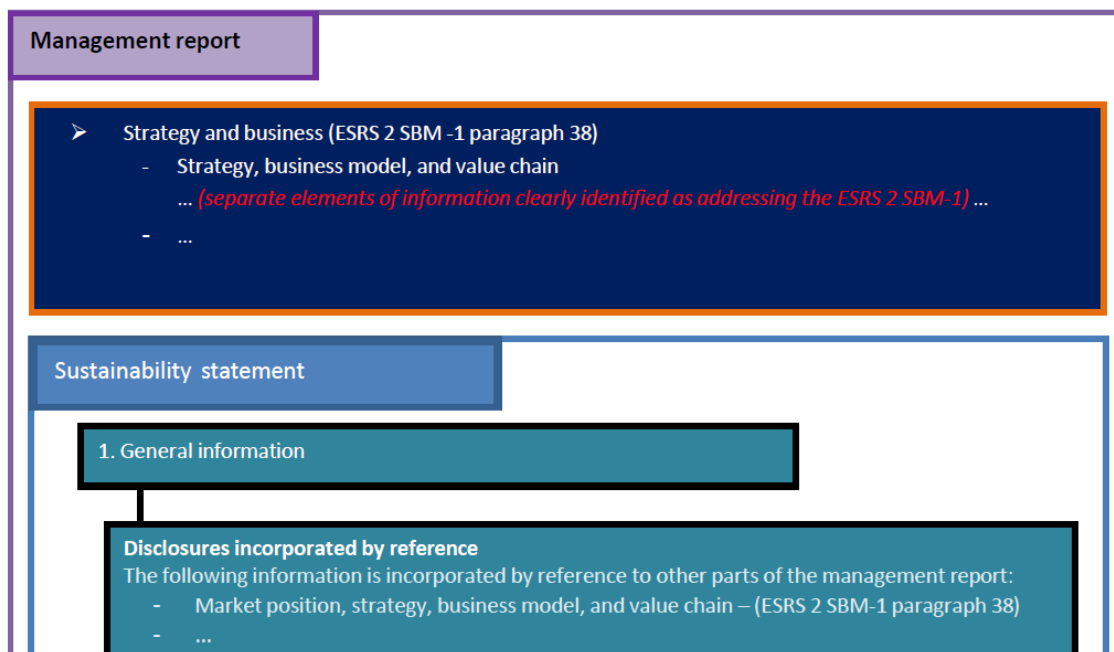 Management report
➢ Strategy and business (ESRS 2 SBM -1 paragraph 38)
- Strategy, business model, and value chain
... (separate elements of information clearly identified as addressing the ESRS 2 SBM-1) ...
- ...
Sustainability statement
1. General information
Disclosures incorporated by reference
The following information is incorporated by reference to other parts of the management report:
- Market position, strategy, business model, and value chain – (ESRS 2 SBM-1 paragraph 38)
- ...